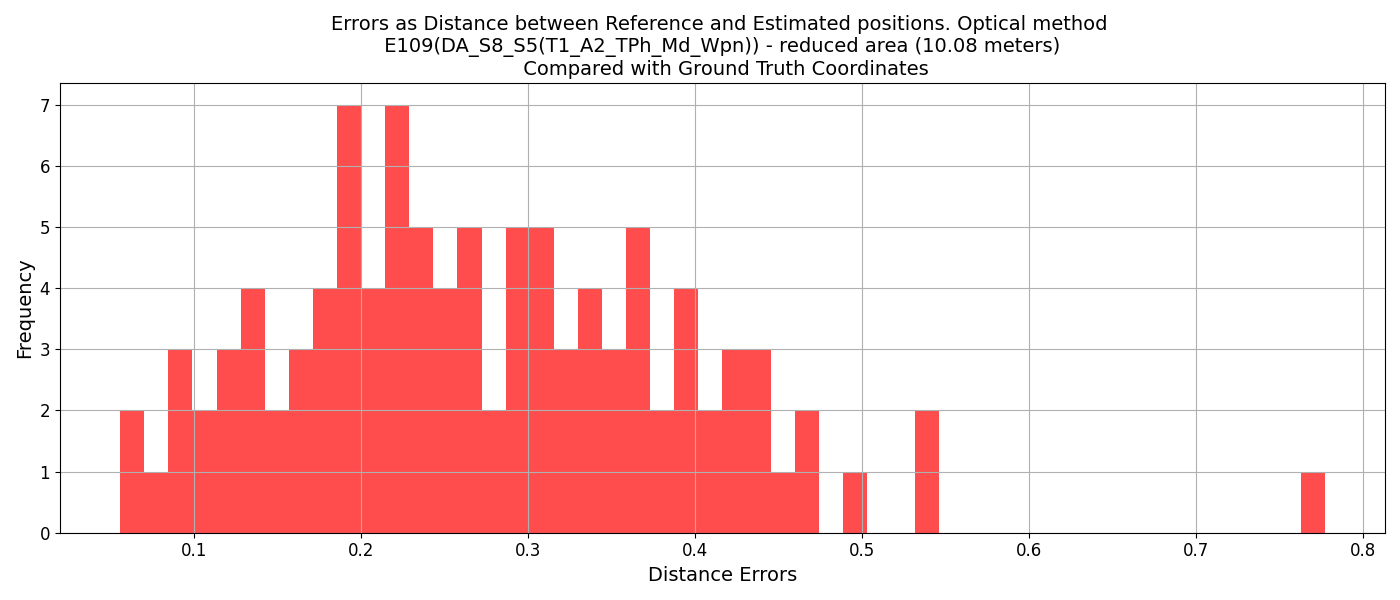 Errors as Distance between Reference and Estimated positions. Optical method
E109(DA_S8_S5(T1_A2_TPh_Md_Wpn)) - reduced area (10.08 meters)
Compared with Ground Truth Coordinates
Frequency
7
6
5
4
3
2
1
0
0.1 0.2 0.3 0.4 0.5 0.6 0.7 0.8
Distance Errors